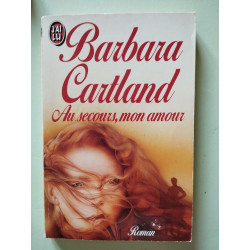 J'AI LU
Barbara
Cartland
Au secours, mon amour
Roman